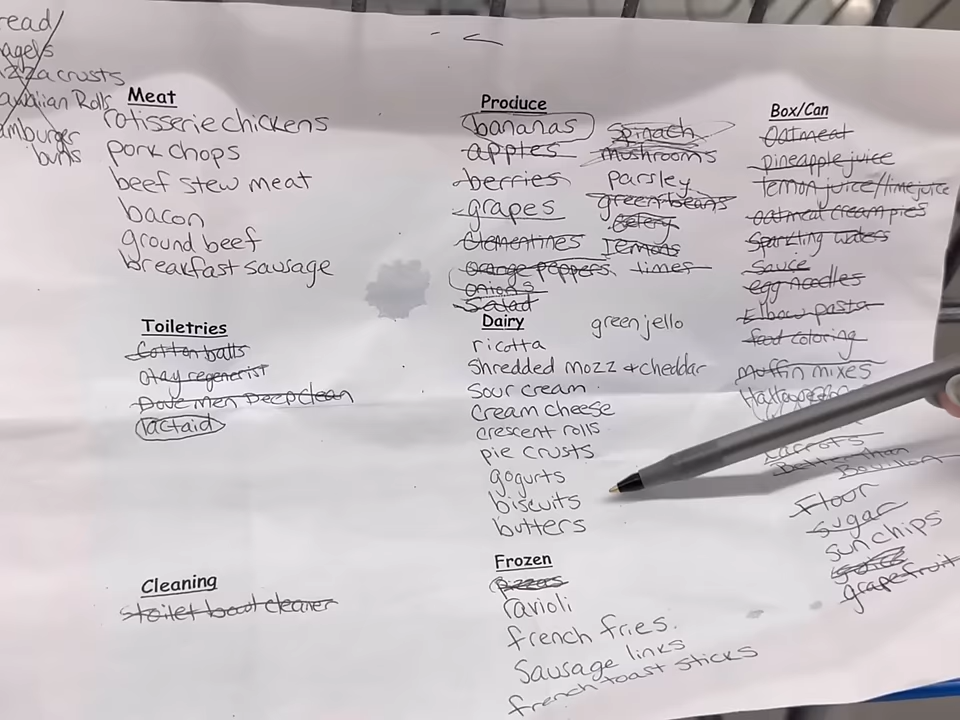 read/
agels
zza crusts
awaiian Rolls
amburger
buns
Meat
rotisserie chickens
pork chops
beef stew meat
bacon
ground beef
breakfast sausage
Toiletries
Cotton balls
olay regenerist
Dove Men Deep Clean
lactaid
Cleaning
toilet bowl cleaner
Produce
bananas
apples
berries
grapes
Clementines
orange peppers
onions
Salad
spinach
mushrooms
parsley
green beans
celery
lemons
limes
Dairy
green jello
ricotta
Shredded mozz + cheddar
Sour cream
Cream cheese
crescent rolls
pie crusts
gogurts
biscuits
butters
Frozen
pizzas
ravioli
french fries.
Sausage links
french toast sticks
Box/Can
Oatmeal
pineapple juice
lemon juice/lime juice
oatmeal cream pies
Sparkling waters
Sauce
egg noodles
Elbow pasta
food coloring
muffin mixes
carrots
Better than
Bouillon
Flour
Sugar
sun chips
grapefruit